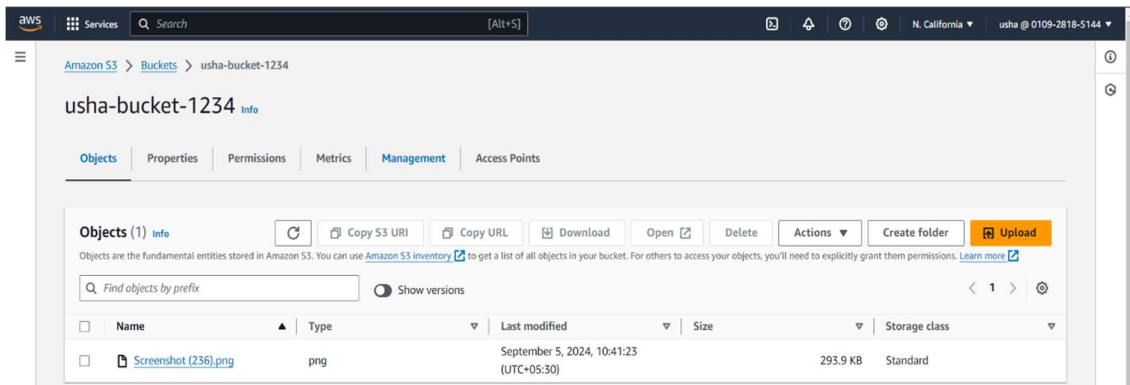 aws Services Search [Alt+S] N. California ▼ usha @ 0109-2818-5144 ▼
Amazon S3 > Buckets > usha-bucket-1234
usha-bucket-1234 Info
Objects Properties Permissions Metrics Management Access Points
Objects (1) Info Copy S3 URI Copy URL Download Open Delete Actions ▼ Create folder Upload
Objects are the fundamental entities stored in Amazon S3. You can use Amazon S3 inventory to get a list of all objects in your bucket. For others to access your objects, you'll need to explicitly grant them permissions. Learn more
Find objects by prefix Show versions < 1 >
Name ▲ Type Last modified Size Storage class
Screenshot (236).png png September 5, 2024, 10:41:23 293.9 KB Standard
(UTC+05:30)